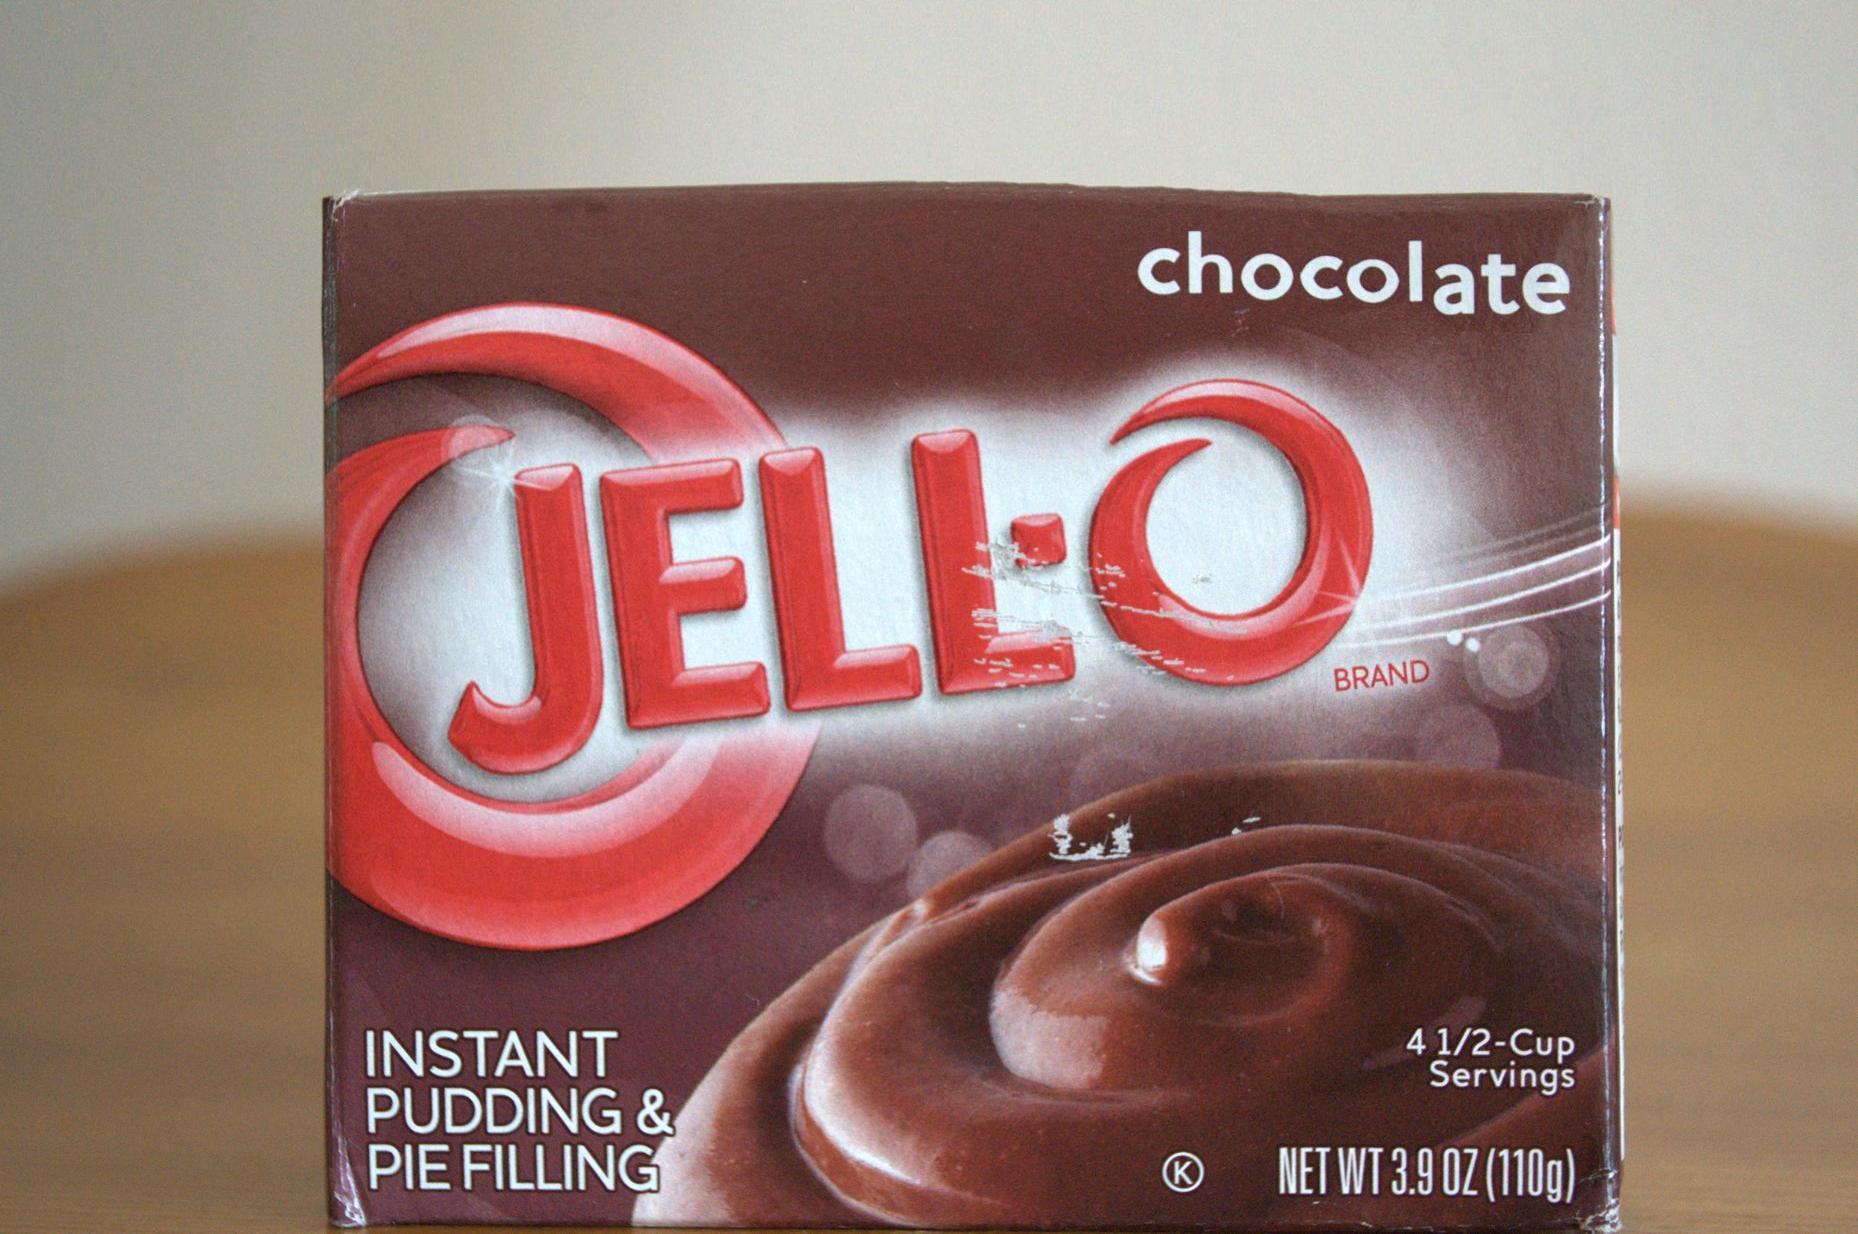 chocolate
JELL-O
BRAND
INSTANT
PUDDING &
PIE FILLING
4 1/2-Cup
Servings
K
NET WT 3.9 OZ (110g)